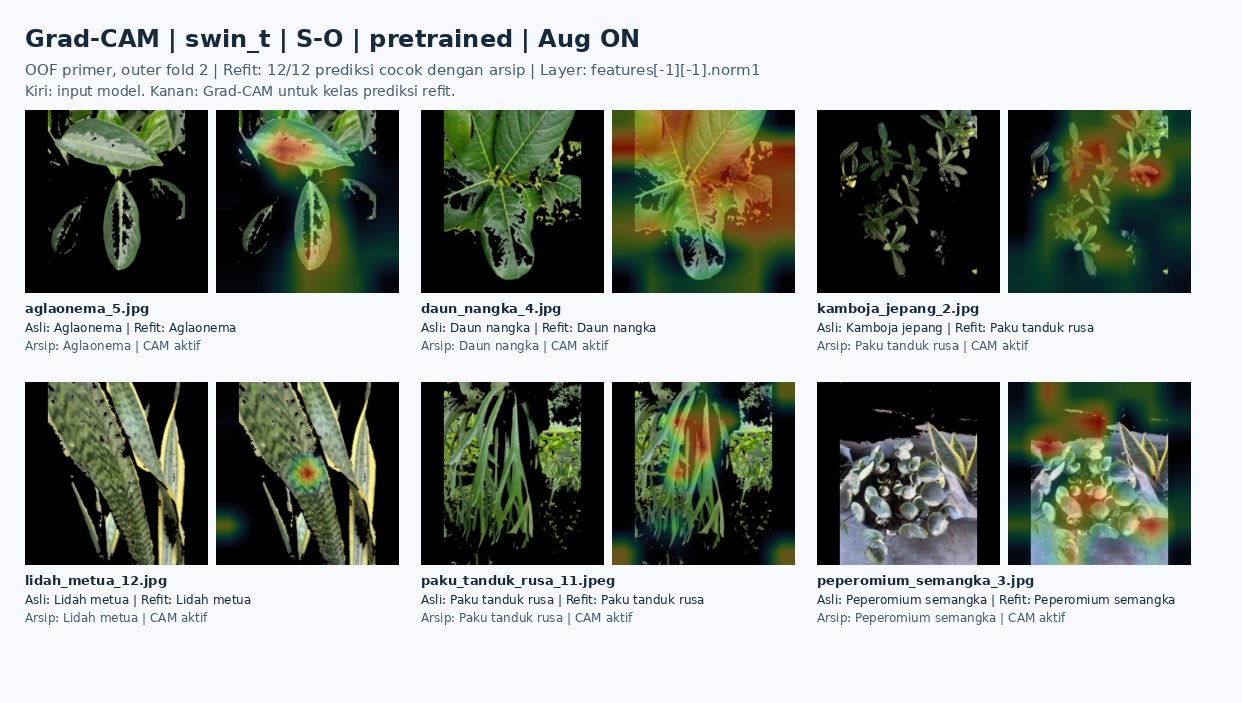 Grad-CAM | swin_t | S-O | pretrained | Aug ON
OOF primer, outer fold 2 | Refit: 12/12 prediksi cocok dengan arsip | Layer: features[-1][-1].norm1
Kiri: input model. Kanan: Grad-CAM untuk kelas prediksi refit.
aglaonema_5.jpg
Asli: Aglaonema | Refit: Aglaonema
Arsip: Aglaonema | CAM aktif
daun_nangka_4.jpg
Asli: Daun nangka | Refit: Daun nangka
Arsip: Daun nangka | CAM aktif
kamboja_jepang_2.jpg
Asli: Kamboja jepang | Refit: Paku tanduk rusa
Arsip: Paku tanduk rusa | CAM aktif
lidah_metua_12.jpg
Asli: Lidah metua | Refit: Lidah metua
Arsip: Lidah metua | CAM aktif
paku_tanduk_rusa_11.jpeg
Asli: Paku tanduk rusa | Refit: Paku tanduk rusa
Arsip: Paku tanduk rusa | CAM aktif
peperomium_semangka_3.jpg
Asli: Peperomium semangka | Refit: Peperomium semangka
Arsip: Peperomium semangka | CAM aktif